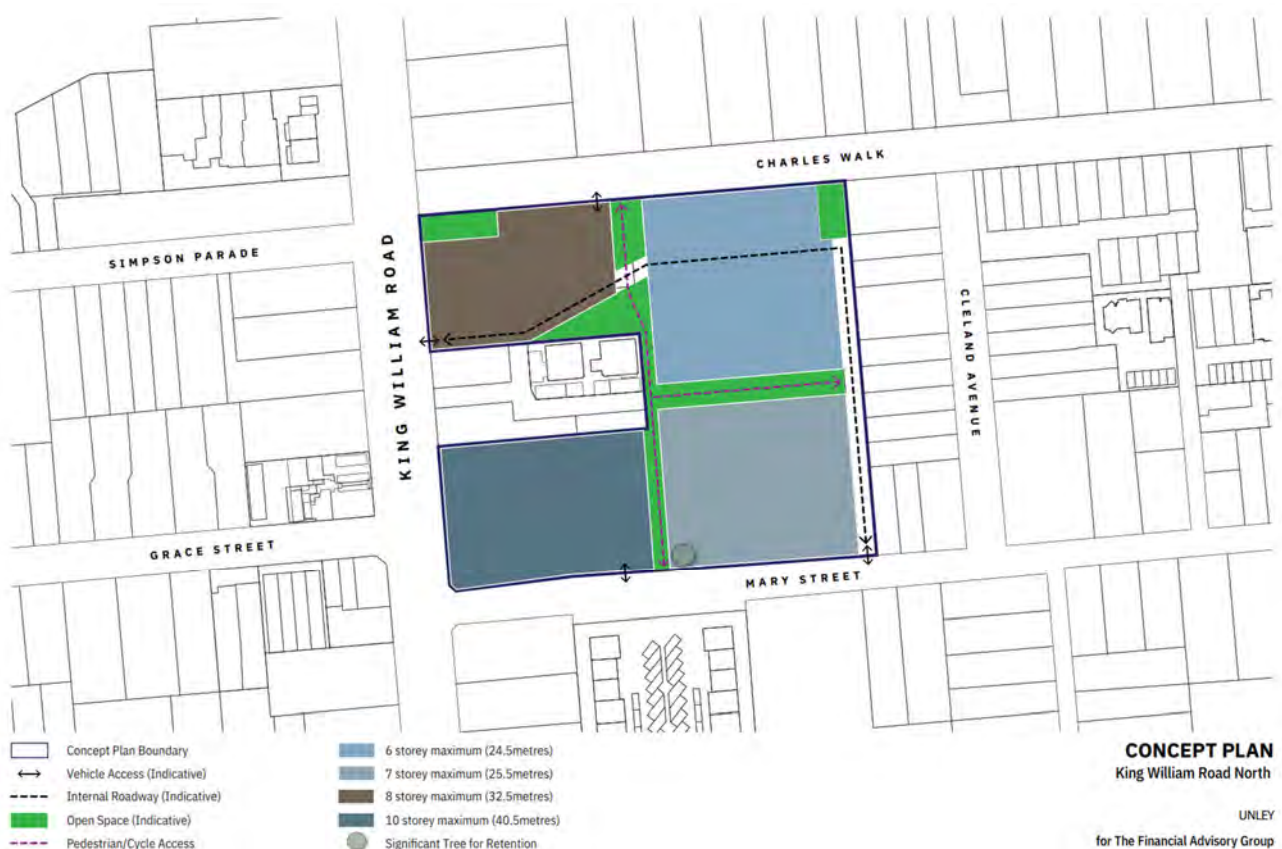 CHARLES WALK
SIMPSON PARADE
KING WILLIAM ROAD
CLELAND AVENUE
GRACE STREET
MARY STREET
Concept Plan Boundary
Vehicle Access (Indicative)
Internal Roadway (Indicative)
Open Space (Indicative)
Pedestrian/Cycle Access
6 storey maximum (24.5metres)
7 storey maximum (25.5metres)
8 storey maximum (32.5metres)
10 storey maximum (40.5metres)
Significant Tree for Retention
CONCEPT PLAN
King William Road North
UNLEY
for The Financial Advisory Group